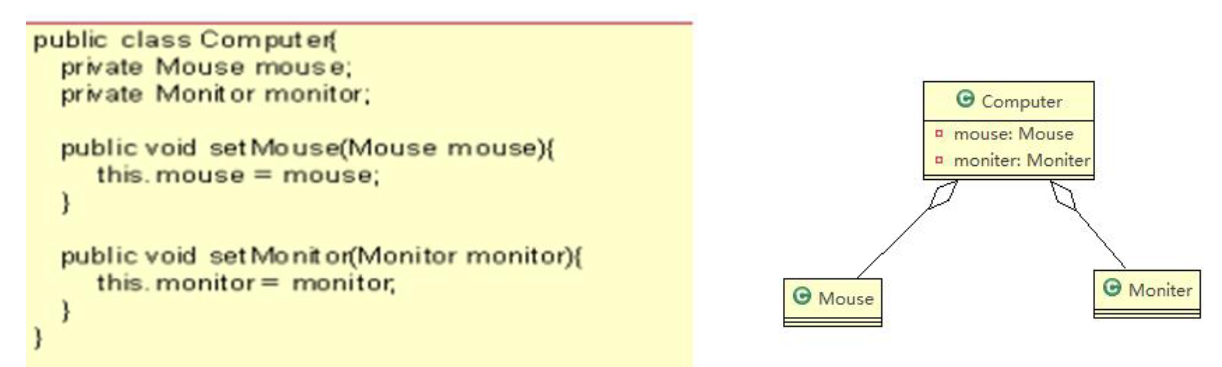 public class Computer{
private Mouse mouse;
private Monitor monitor;
public void setMouse(Mouse mouse){
this.mouse = mouse;
}
public void setMonitor(Monitor monitor){
this.monitor = monitor;
}
}
C Computer
mouse: Mouse
moniter: Moniter
C Mouse
C Moniter